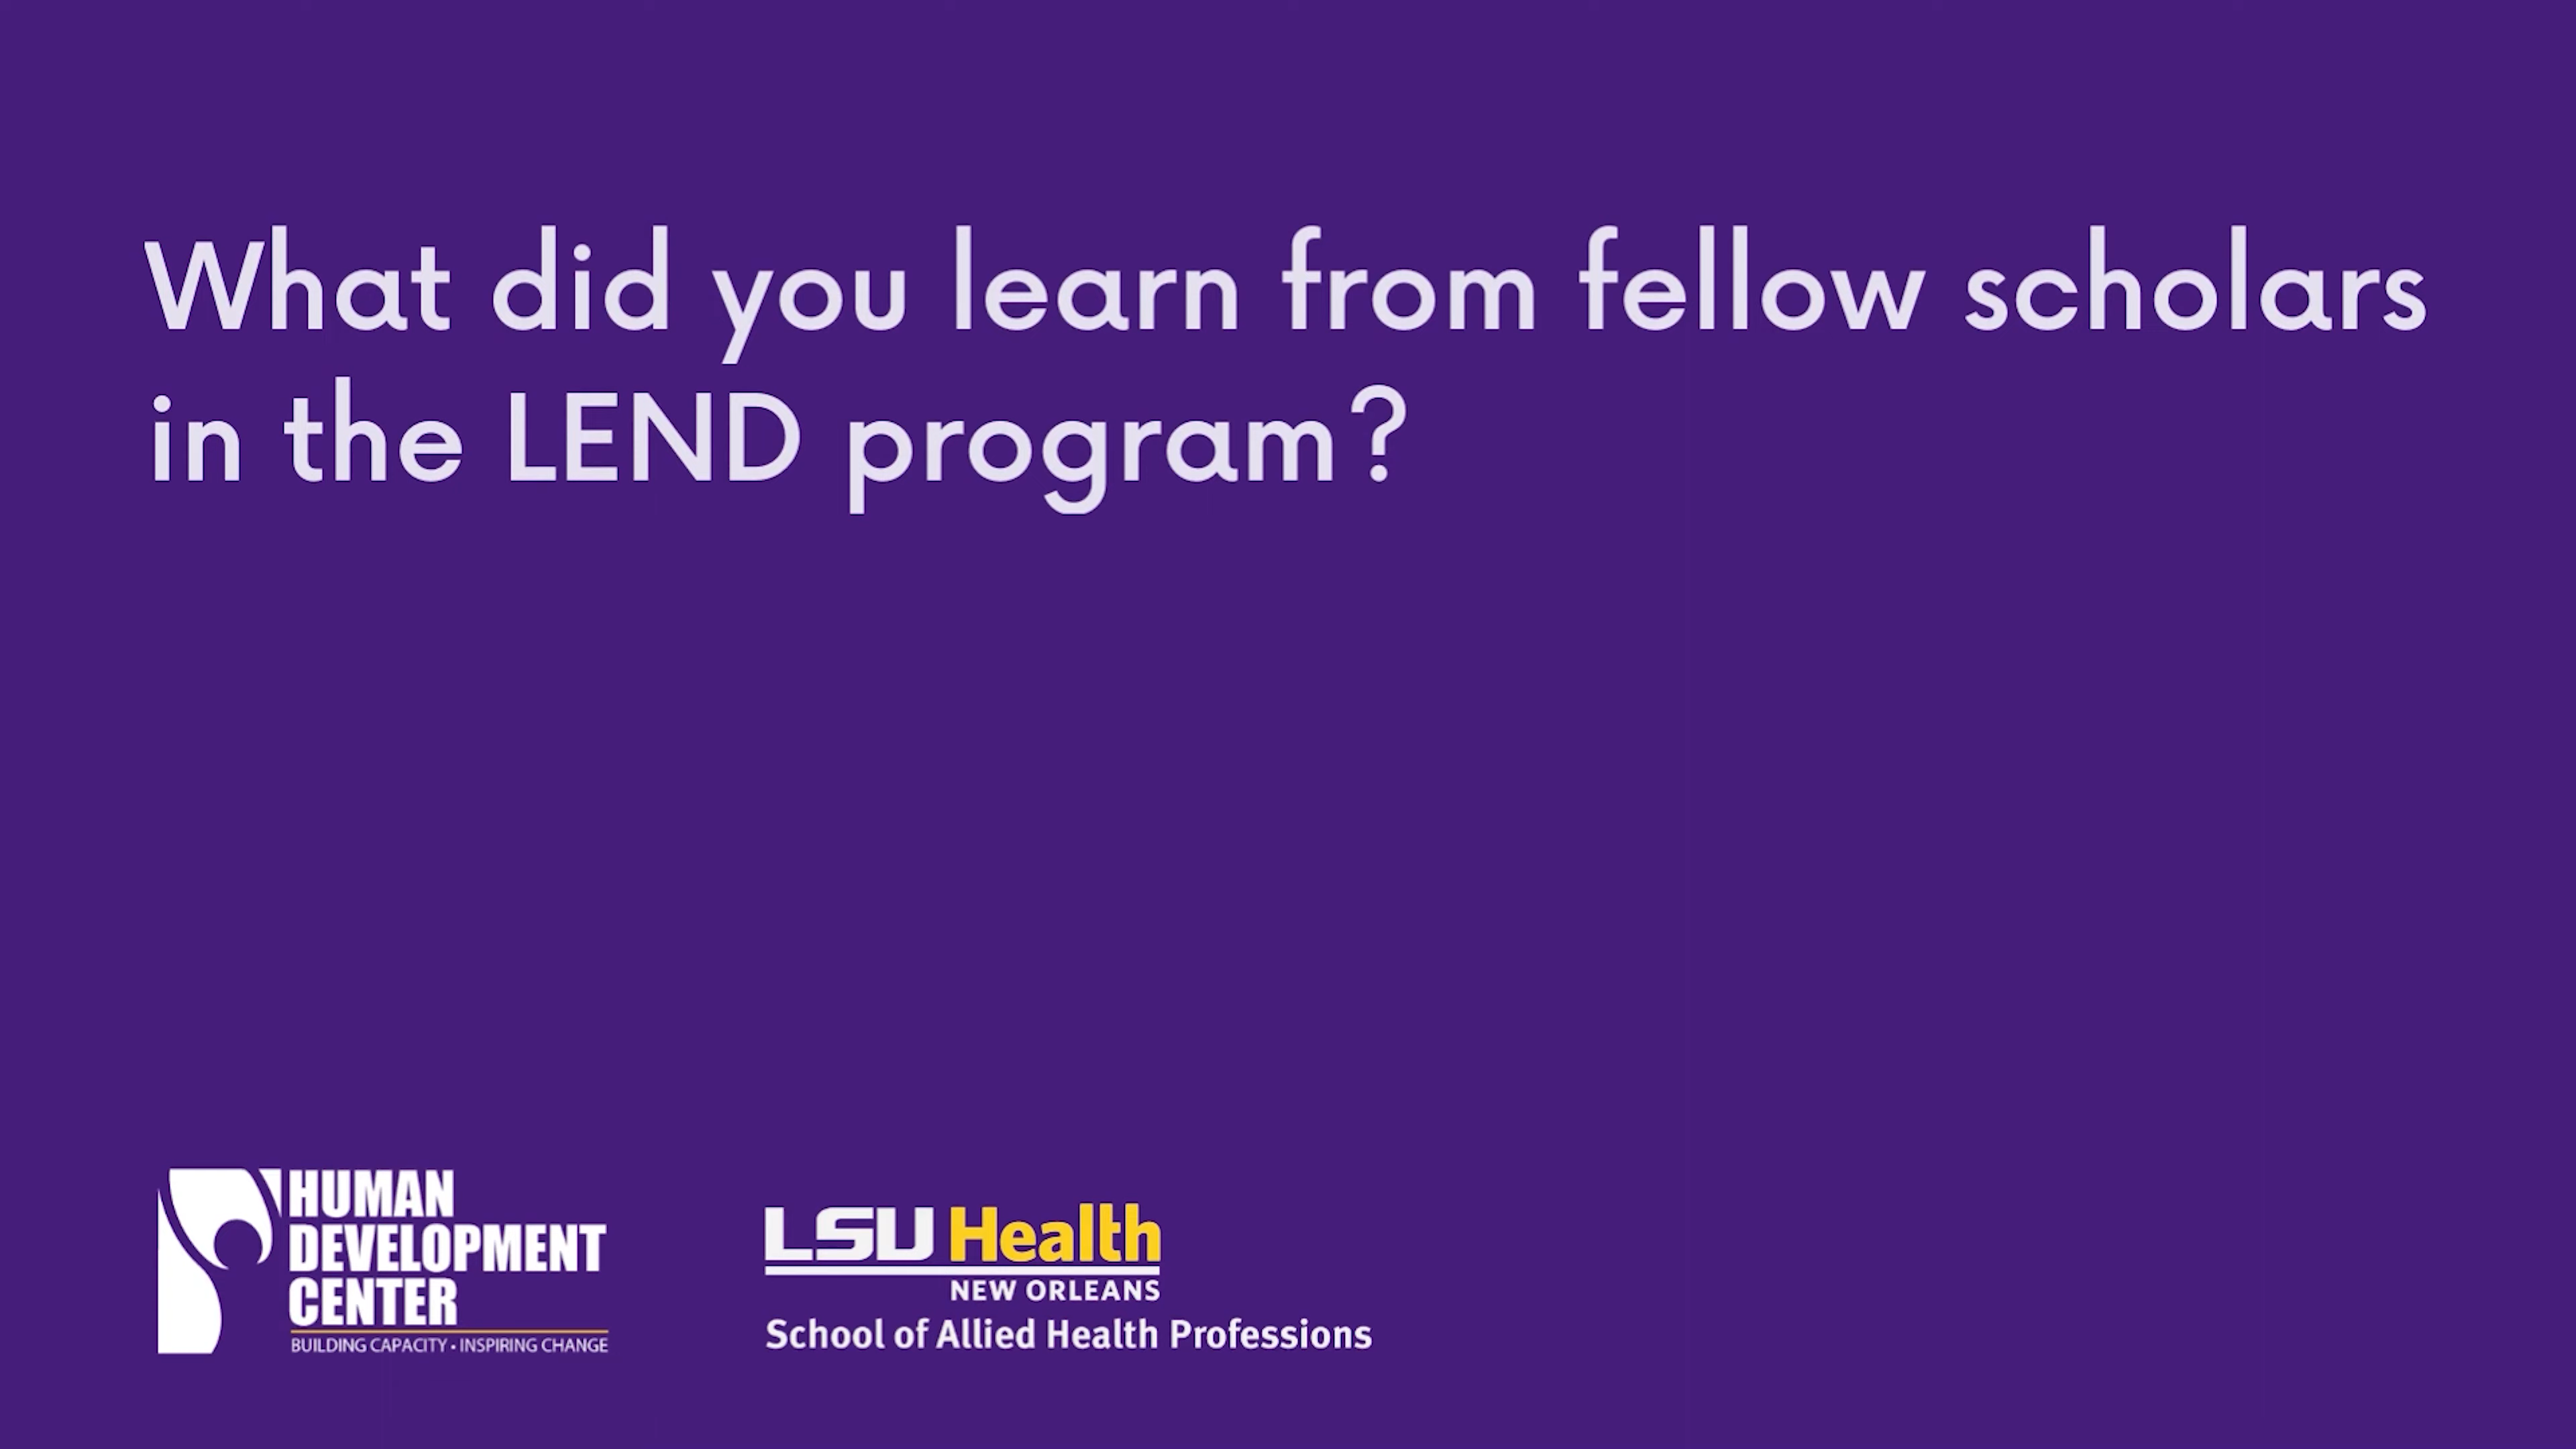 What did you learn from fellow scholars
in the LEND program?
HUMAN
DEVELOPMENT
CENTER
BUILDING CAPACITY • INSPIRING CHANGE
LSU Health
NEW ORLEANS
School of Allied Health Professions